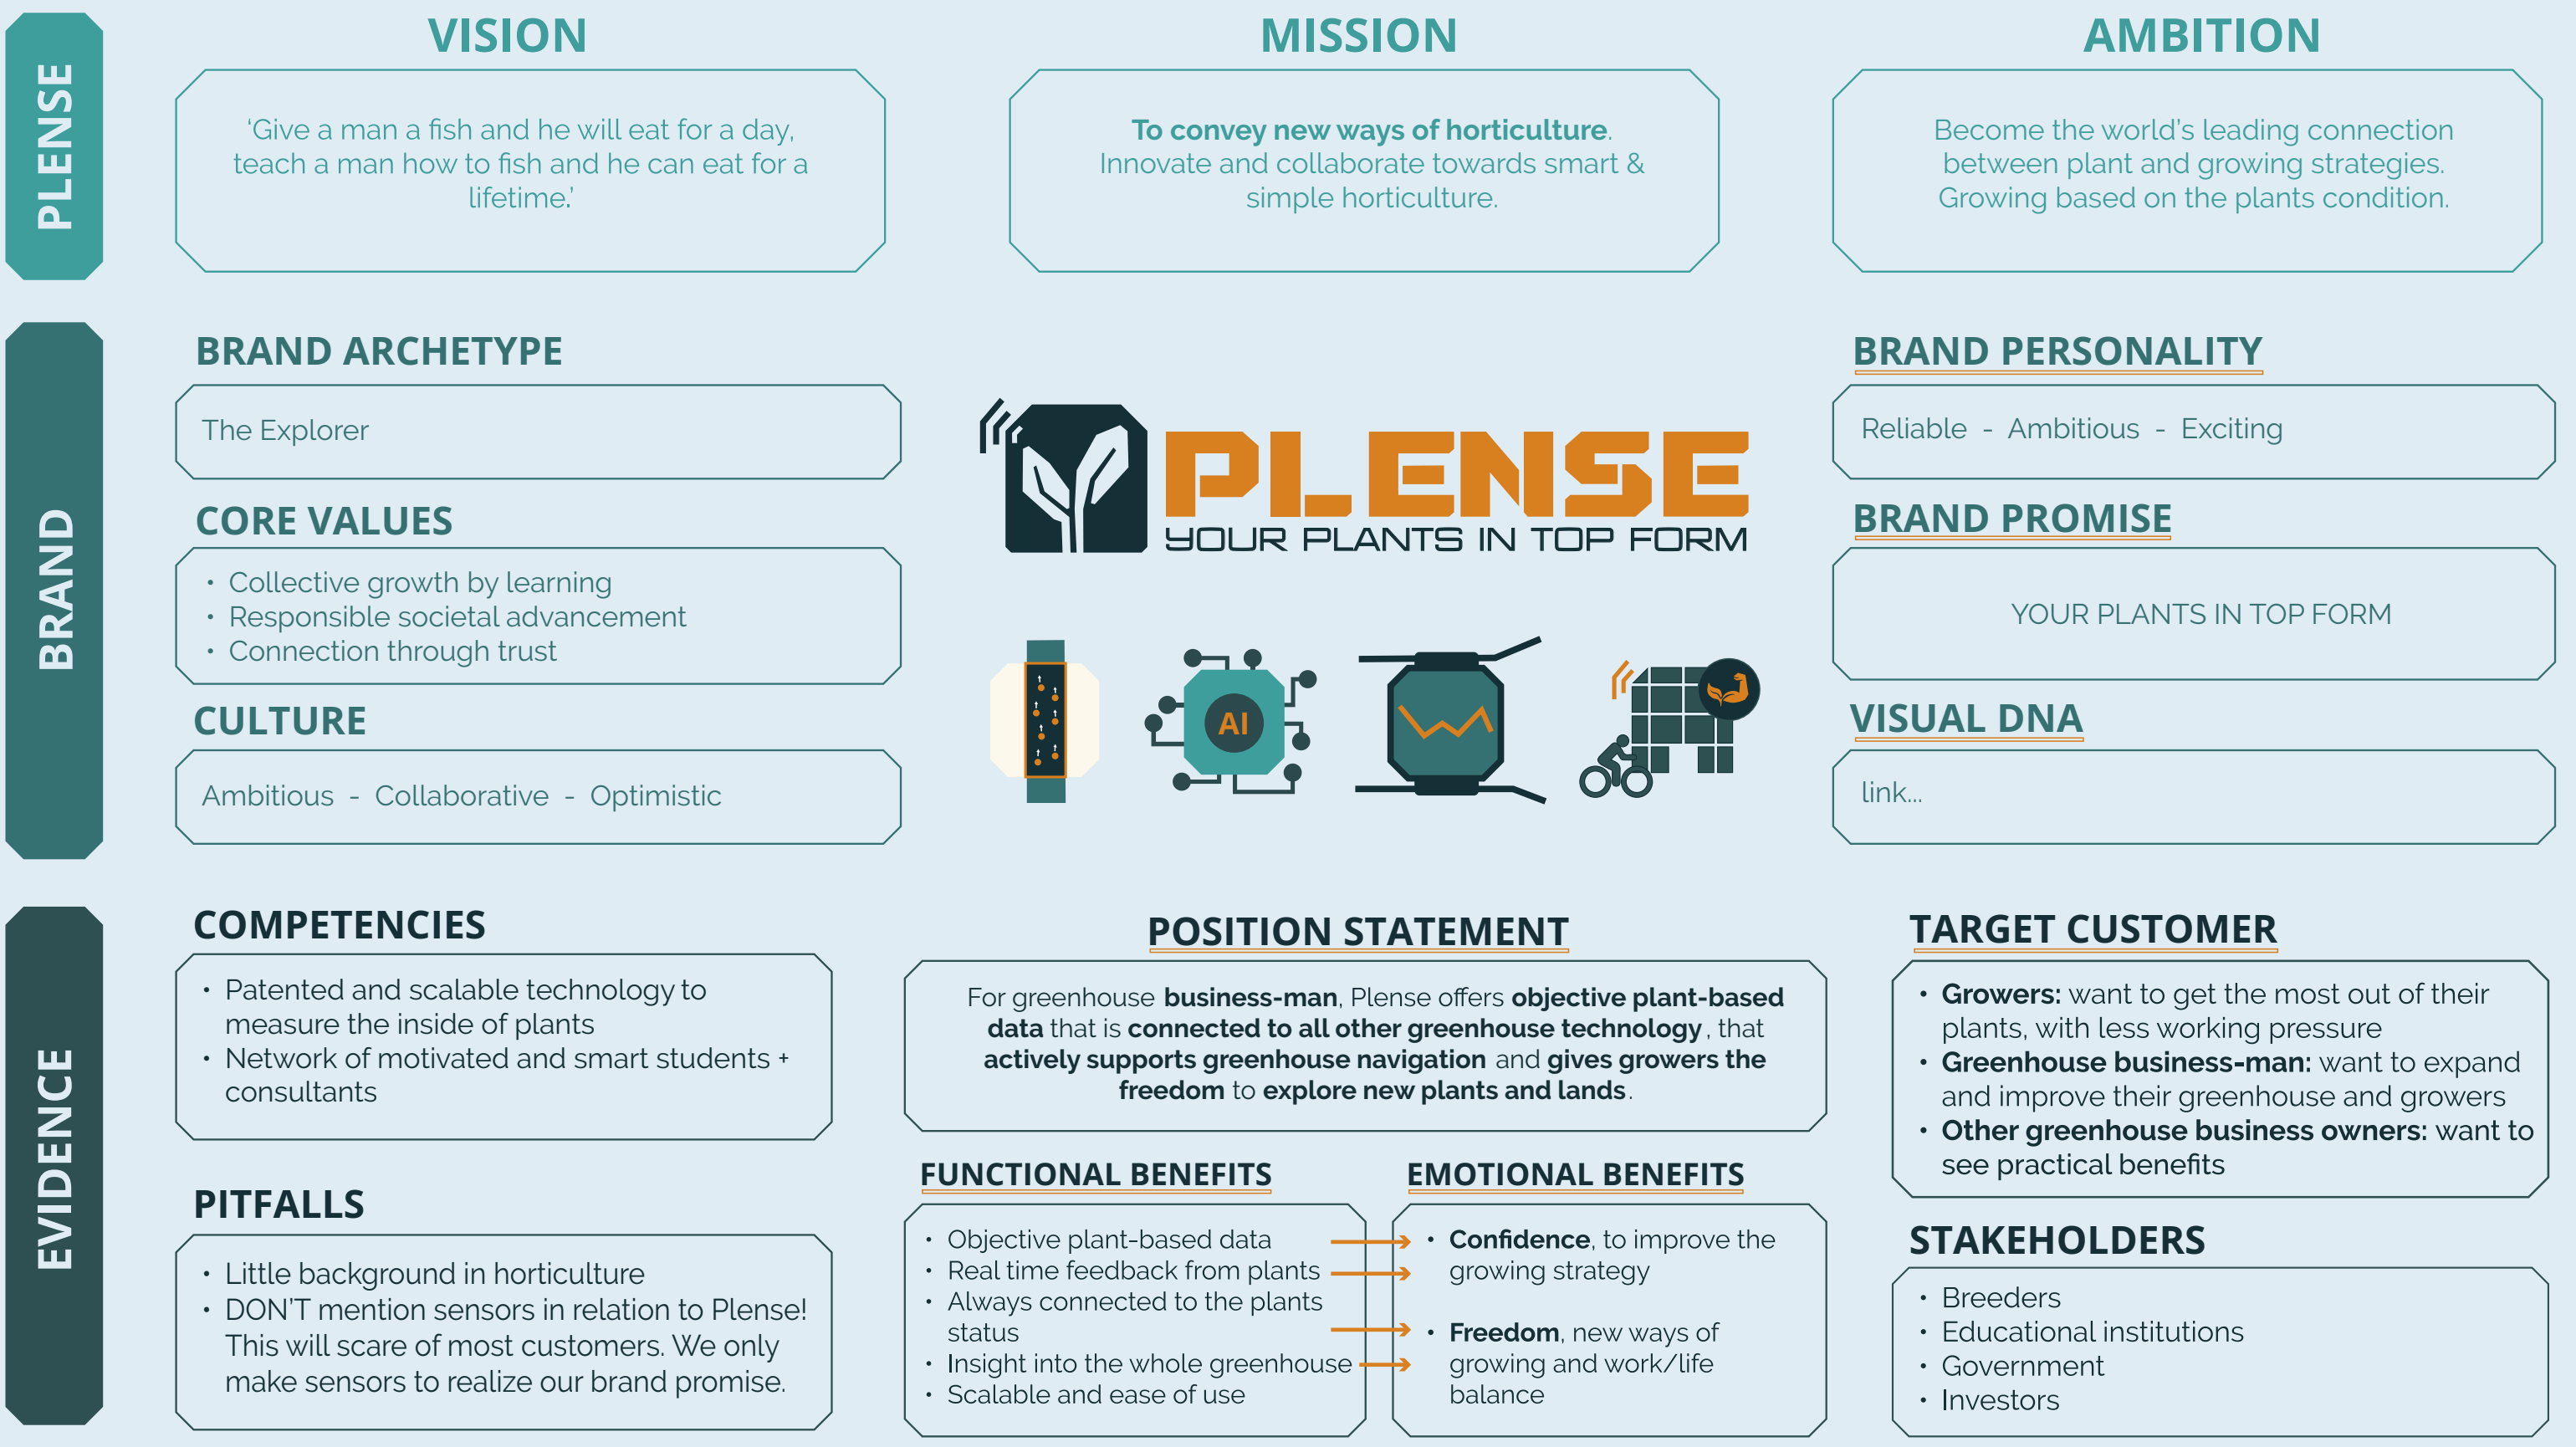 PLENSE
VISION
‘Give a man a fish and he will eat for a day,
teach a man how to fish and he can eat for a
lifetime.’
MISSION
To convey new ways of horticulture.
Innovate and collaborate towards smart &
simple horticulture.
AMBITION
Become the world's leading connection
between plant and growing strategies.
Growing based on the plants condition.
BRAND
BRAND ARCHETYPE
The Explorer
CORE VALUES
• Collective growth by learning
• Responsible societal advancement
• Connection through trust
CULTURE
Ambitious - Collaborative - Optimistic
PLENSE
YOUR PLANTS IN TOP FORM
AI
BRAND PERSONALITY
Reliable - Ambitious - Exciting
BRAND PROMISE
YOUR PLANTS IN TOP FORM
VISUAL DNA
link...
EVIDENCE
COMPETENCIES
• Patented and scalable technology to
measure the inside of plants
• Network of motivated and smart students +
consultants
PITFALLS
• Little background in horticulture
• DON'T mention sensors in relation to Plense!
This will scare of most customers. We only
make sensors to realize our brand promise.
POSITION STATEMENT
For greenhouse business-man, Plense offers objective plant-based
data that is connected to all other greenhouse technology, that
actively supports greenhouse navigation and gives growers the
freedom to explore new plants and lands.
FUNCTIONAL BENEFITS
• Objective plant-based data
• Real time feedback from plants
• Always connected to the plants
status
• Insight into the whole greenhouse
• Scalable and ease of use
EMOTIONAL BENEFITS
• Confidence, to improve the
growing strategy
• Freedom, new ways of
growing and work/life
balance
TARGET CUSTOMER
• Growers: want to get the most out of their
plants, with less working pressure
• Greenhouse business-man: want to expand
and improve their greenhouse and growers
• Other greenhouse business owners: want to
see practical benefits
STAKEHOLDERS
• Breeders
• Educational institutions
• Government
• Investors